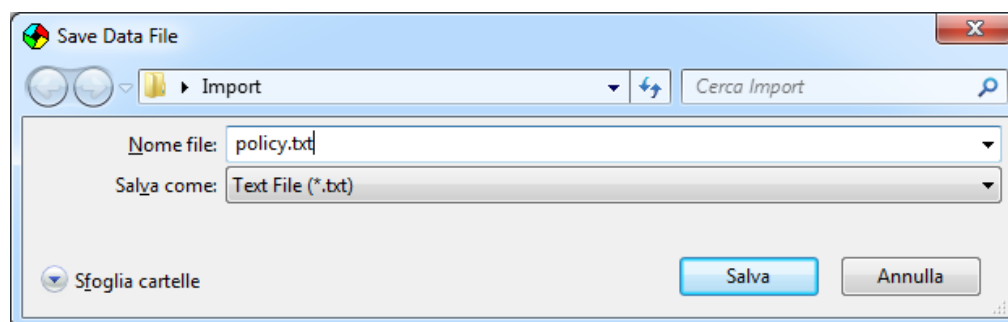 Save Data File
Import
Cerca Import
Nome file: policy.txt
Salva come: Text File (*.txt)
Sfoglia cartelle
Salva
Annulla